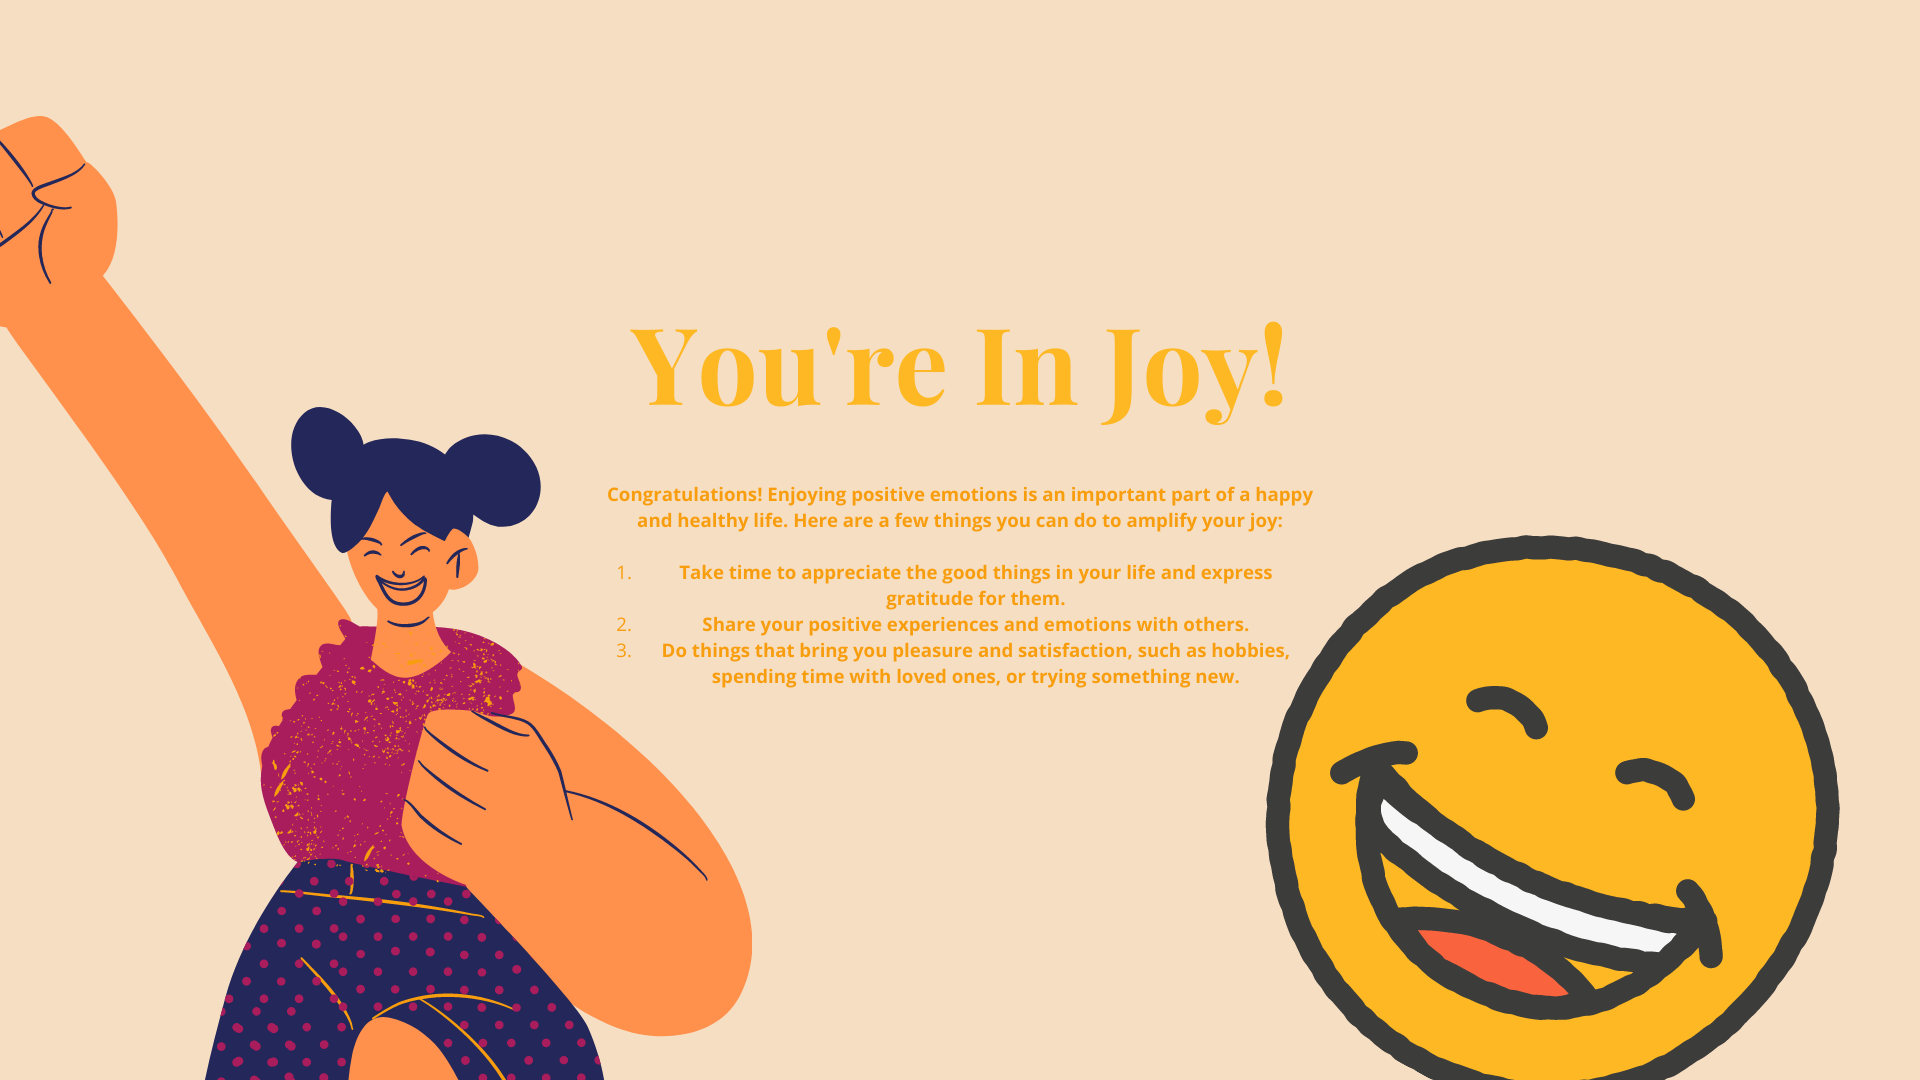 You're In Joy!
Congratulations! Enjoying positive emotions is an important part of a happy
and healthy life. Here are a few things you can do to amplify your joy:
1. Take time to appreciate the good things in your life and express
gratitude for them.
2. Share your positive experiences and emotions with others.
3. Do things that bring you pleasure and satisfaction, such as hobbies,
spending time with loved ones, or trying something new.